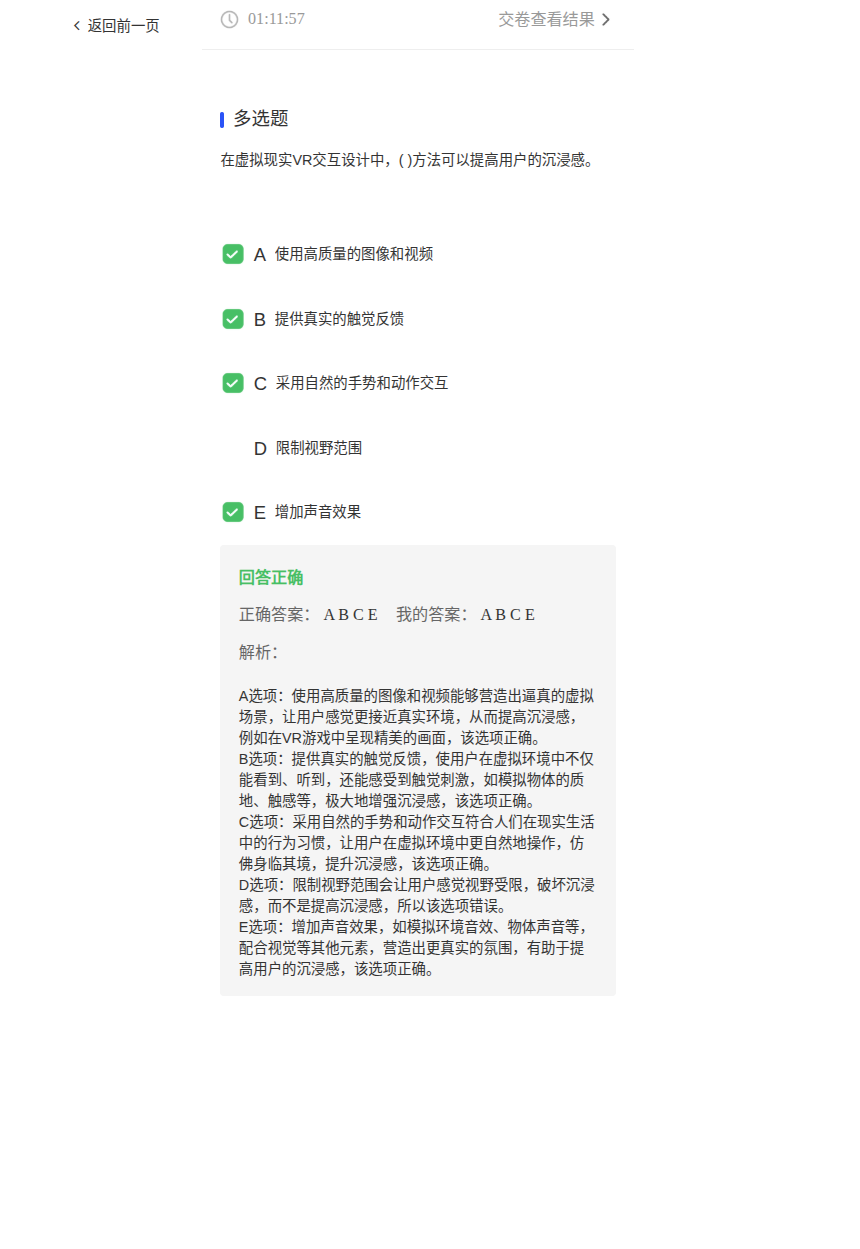 返回前一页
01:11:57
交卷查看结果
多选题
在虚拟现实VR交互设计中，( )方法可以提高用户的沉浸感。
A 使用高质量的图像和视频
B 提供真实的触觉反馈
C 采用自然的手势和动作交互
D 限制视野范围
E 增加声音效果
回答正确
正确答案： A B C E 我的答案： A B C E
解析：
A选项：使用高质量的图像和视频能够营造出逼真的虚拟
场景，让用户感觉更接近真实环境，从而提高沉浸感，
例如在VR游戏中呈现精美的画面，该选项正确。
B选项：提供真实的触觉反馈，使用户在虚拟环境中不仅
能看到、听到，还能感受到触觉刺激，如模拟物体的质
地、触感等，极大地增强沉浸感，该选项正确。
C选项：采用自然的手势和动作交互符合人们在现实生活
中的行为习惯，让用户在虚拟环境中更自然地操作，仿
佛身临其境，提升沉浸感，该选项正确。
D选项：限制视野范围会让用户感觉视野受限，破坏沉浸
感，而不是提高沉浸感，所以该选项错误。
E选项：增加声音效果，如模拟环境音效、物体声音等，
配合视觉等其他元素，营造出更真实的氛围，有助于提
高用户的沉浸感，该选项正确。